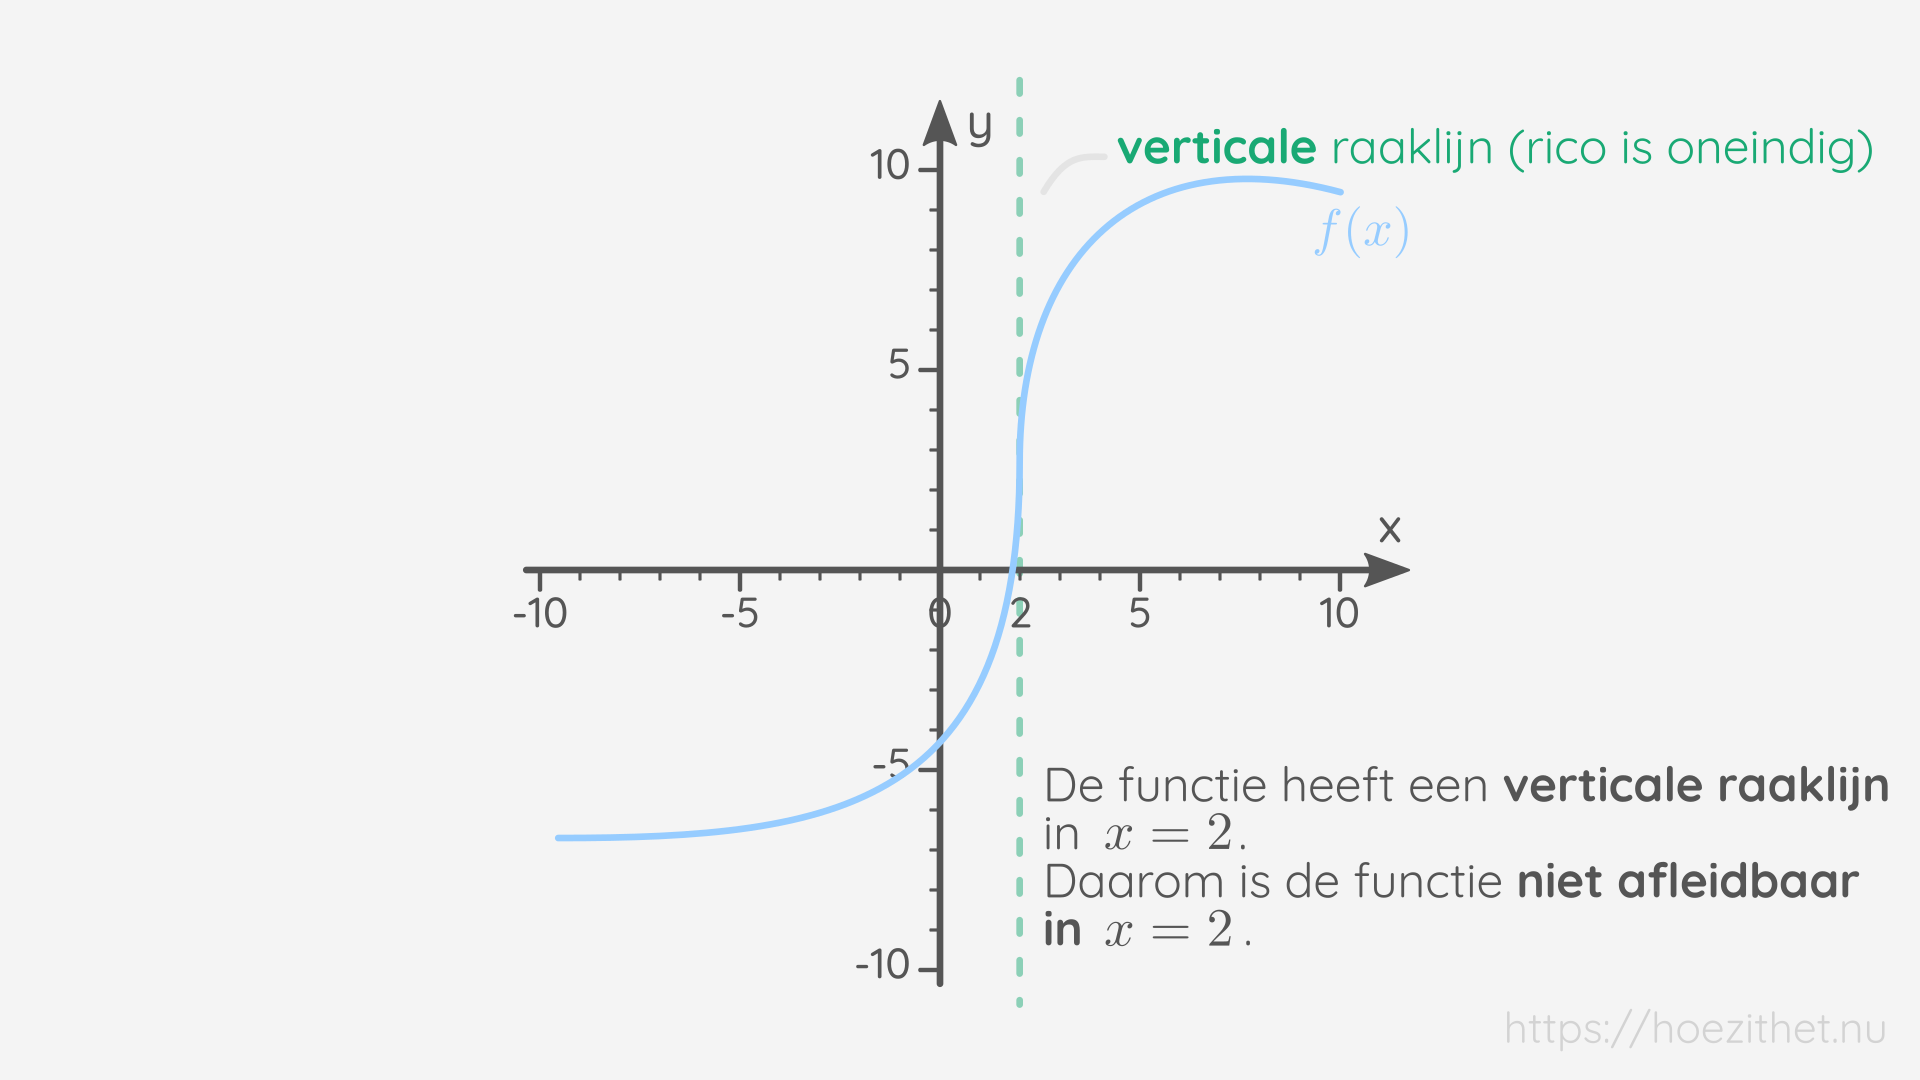 y
verticale raaklijn (rico is oneindig)
10
f(x)
5
x
-10 -5 0 2 5 10
-5
De functie heeft een verticale raaklijn
in x = 2.
Daarom is de functie niet afleidbaar
in x = 2.
-10
https://hoezithet.nu